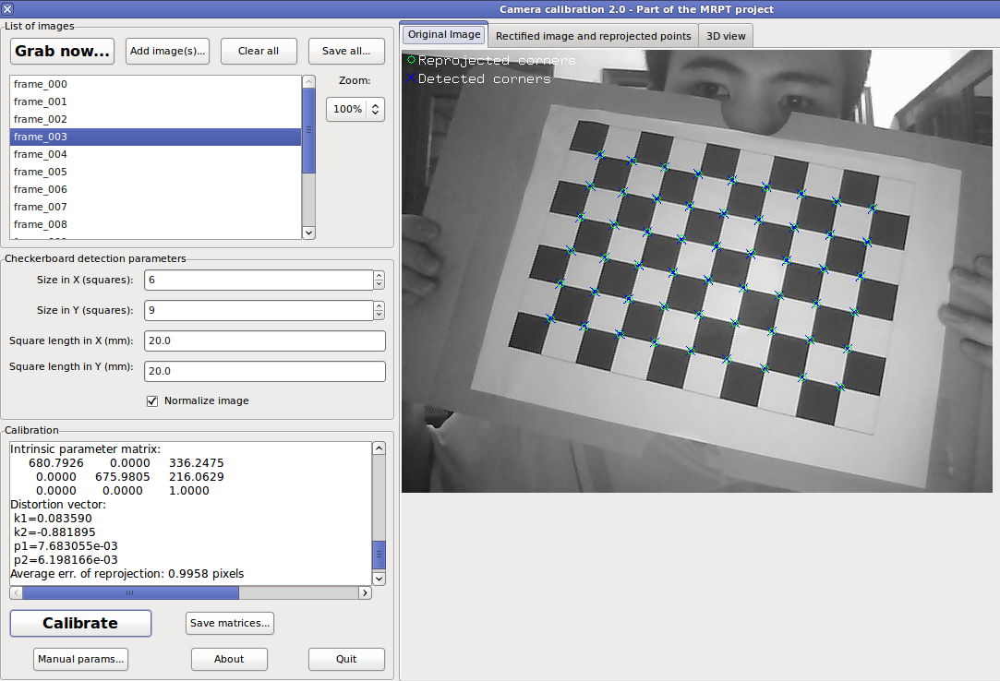 Camera calibration 2.0 - Part of the MRPT project
List of images
Grab now...
Add image(s)...
Clear all
Save all...
frame_000
frame_001
frame_002
frame_003
frame_004
frame_005
frame_006
frame_007
frame_008
Zoom:
100%
Checkerboard detection parameters
Size in X (squares): 6
Size in Y (squares): 9
Square length in X (mm): 20.0
Square length in Y (mm): 20.0
Normalize image
Calibration
Intrinsic parameter matrix:
680.7926 0.0000 336.2475
0.0000 675.9805 216.0629
0.0000 0.0000 1.0000
Distortion vector:
k1=0.083590
k2=-0.881895
p1=7.683055e-03
p2=6.198166e-03
Average err. of reprojection: 0.9958 pixels
Calibrate
Save matrices...
Manual params...
About
Quit
Original Image
Rectified image and reprojected points
3D view
Reprojected corners
Detected corners